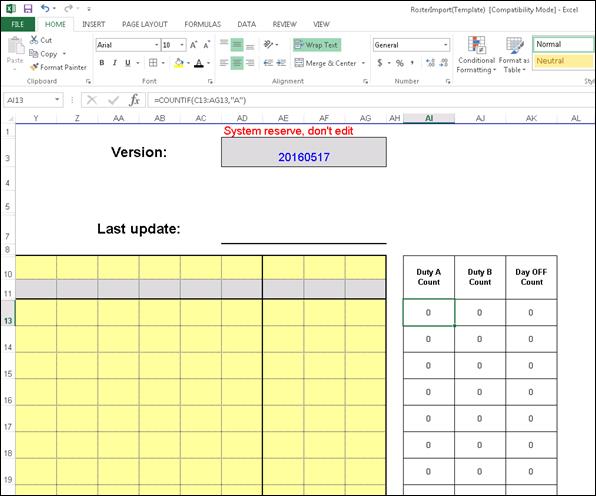 RosterImport(Template) [Compatibility Mode] - Excel
FILE HOME INSERT PAGE LAYOUT FORMULAS DATA REVIEW VIEW
Paste
Cut
Copy
Format Painter
Clipboard
Arial 10
B I U
Font
Wrap Text
Merge & Center
Alignment
General
$ % ,
Number
Conditional Formatting
Format as Table
Normal
Neutral
AI13 fx =COUNTIF(C13:AG13,"A")
Y Z AA AB AC AD AE AF AG AH AI AJ AK AL
1 System reserve, don't edit
3 Version: 20160517
4
5
7 Last update:
8
10 Duty A Count Duty B Count Day OFF Count
11
13 0 0 0
14 0 0 0
15 0 0 0
16 0 0 0
17 0 0 0
18 0 0 0
19 0 0 0